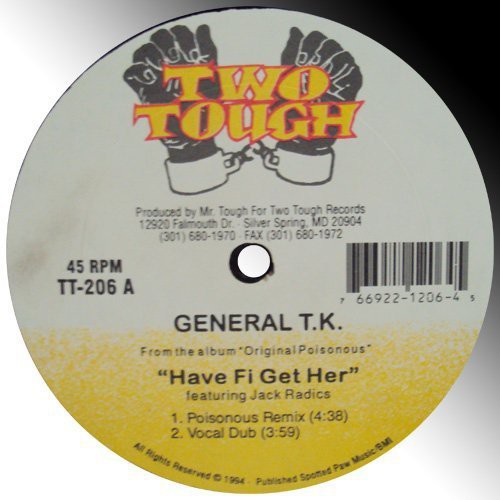 TWO
TOUGH
Produced by Mr. Tough For Two Tough Records
12920 Falmouth Dr. · Silver Spring, MD 20904
(301) 680-1970 · FAX (301) 680-1972
45 RPM
TT-206 A
7 66922-1206-4 5
GENERAL T.K.
From the album "Original Poisonous"
"Have Fi Get Her"
featuring Jack Radics
1. Poisonous Remix (4:38)
2. Vocal Dub (3:59)
All Rights Reserved © 1994 · Published Spotted Paw Music/BMI